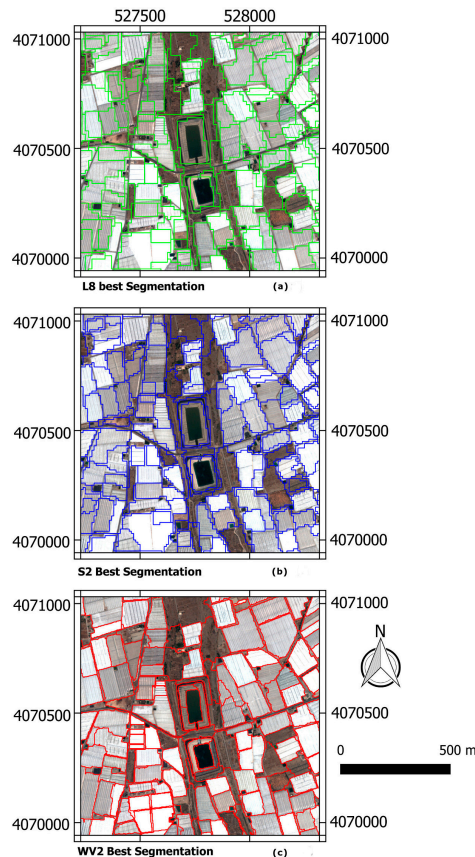 527500 528000
4071000 4071000
4070500 4070500
4070000 4070000
L8 best Segmentation (a)
4071000 4071000
4070500 4070500
4070000 4070000
S2 Best Segmentation (b)
4071000 4071000
N
4070500 4070500
0 500 m
4070000 4070000
WV2 Best Segmentation (c)